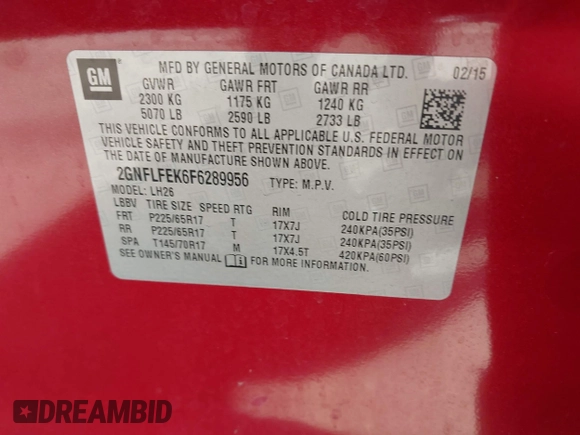 GM
MFD BY GENERAL MOTORS OF CANADA LTD. 02/15
GVWR GAWR FRT GAWR RR
2300 KG 1175 KG 1240 KG
5070 LB 2590 LB 2733 LB
THIS VEHICLE CONFORMS TO ALL APPLICABLE U.S. FEDERAL MOTOR
VEHICLE SAFETY AND THEFT PREVENTION STANDARDS IN EFFECT ON
THE DATE OF MANUFACTURE SHOWN ABOVE.
2GNFLFEK6F6289956 TYPE: M.P.V.
MODEL: LH26
LBBV TIRE SIZE SPEED RTG RIM COLD TIRE PRESSURE
FRT P225/65R17 T 17X7J 240KPA(35PSI)
RR P225/65R17 T 17X7J 240KPA(35PSI)
SPA T145/70R17 M 17X4.5T 420KPA(60PSI)
SEE OWNER'S MANUAL FOR MORE INFORMATION.
DREAMBID